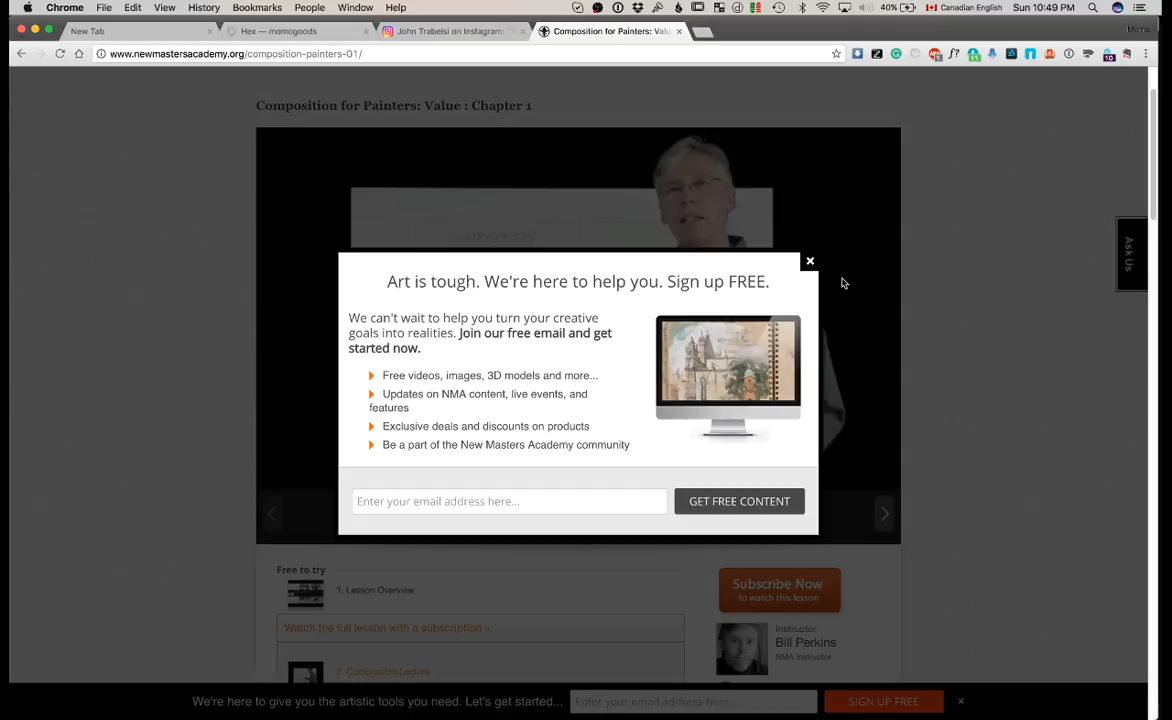 Chrome File Edit View History Bookmarks People Window Help 40% Canadian English Sun 10:49 PM
New Tab Hex — momogoods John Trabelsi on Instagram: Composition for Painters: Valu
www.newmastersacademy.org/composition-painters-01/
Composition for Painters: Value : Chapter 1
Ask Us
Art is tough. We're here to help you. Sign up FREE.
We can't wait to help you turn your creative
goals into realities. Join our free email and get
started now.
Free videos, images, 3D models and more...
Updates on NMA content, live events, and
features
Exclusive deals and discounts on products
Be a part of the New Masters Academy community
Enter your email address here... GET FREE CONTENT
Free to try
1. Lesson Overview
Subscribe Now
to watch this lesson
Watch the full lesson with a subscription »
Instructor
Bill Perkins
NMA Instructor
2. Composition Lecture
We're here to give you the artistic tools you need. Let's get started... Enter your email address here... SIGN UP FREE ×